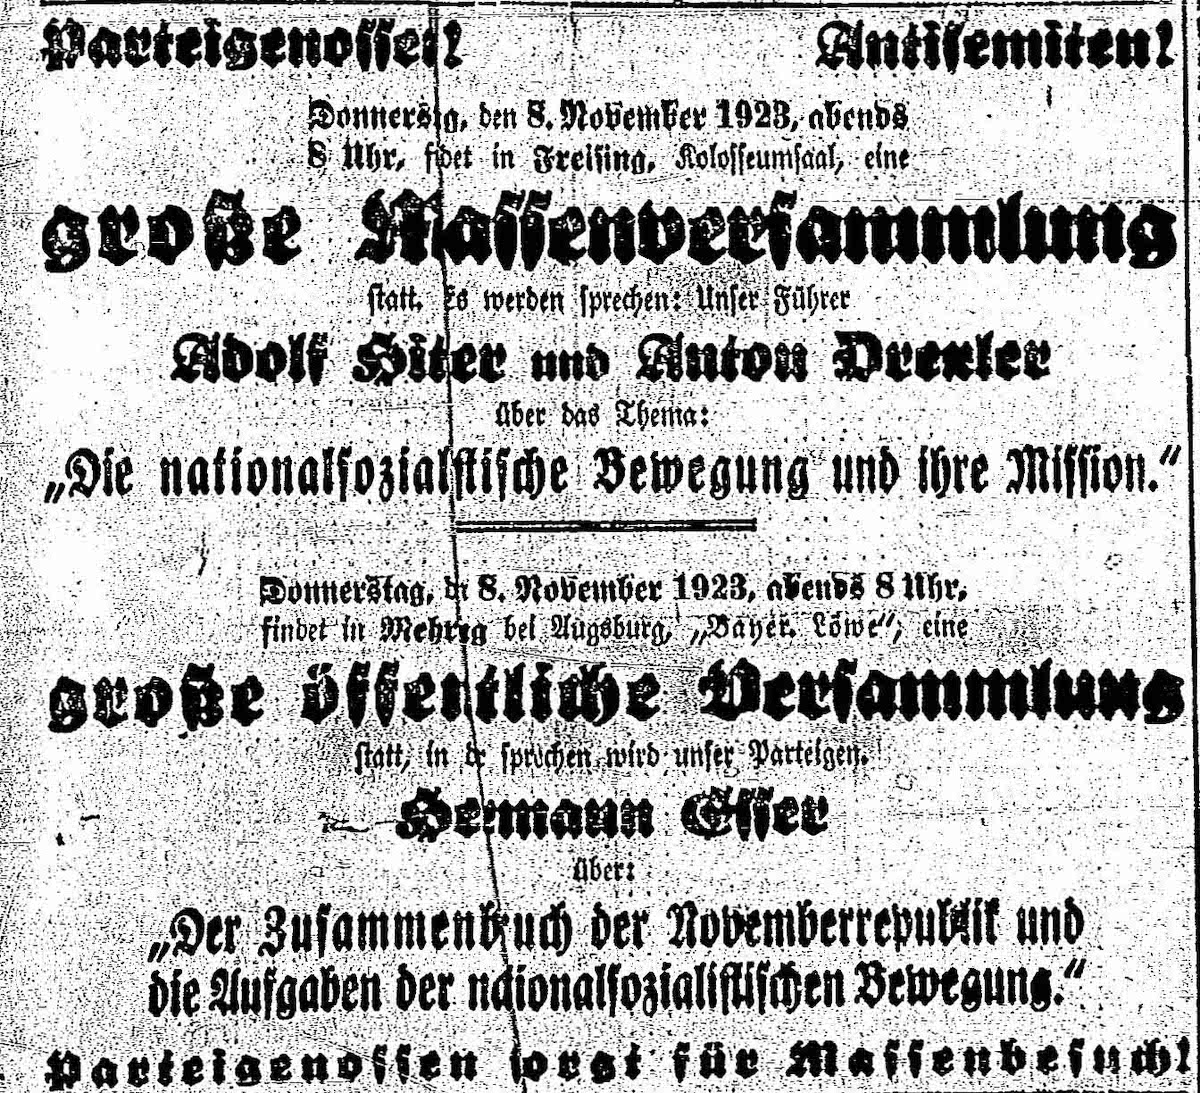 Parteigenossen! Antisemiten!
Donnerstag, den 8. November 1923, abends
8 Uhr, findet in Freising, Kolosseumsaal, eine
große Massenversammlung
statt. Es werden sprechen: Unser Führer
Adolf Hitler und Anton Drexler
über das Thema:
„Die nationalsozialistische Bewegung und ihre Mission.“
Donnerstag, den 8. November 1923, abends 8 Uhr,
findet in Mehring bei Augsburg, „Bayer. Löwe“, eine
große öffentliche Versammlung
statt, in der sprechen wird unser Parteigen.
Hermann Esser
über:
„Der Zusammenbruch der Novemberrepublik und
die Aufgaben der nationalsozialistischen Bewegung.“
Parteigenossen sorgt für Massenbesuch!